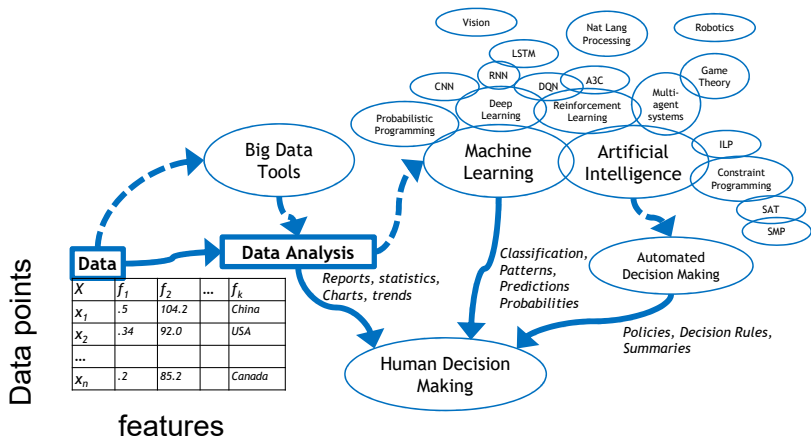 Vision
Nat Lang
Processing
Robotics
LSTM
Game
Theory
RNN
CNN
DQN
A3C
Multi-
agent
systems
Deep
Learning
Reinforcement
Learning
Probabilistic
Programming
ILP
Big Data
Tools
Machine
Learning
Artificial
Intelligence
Constraint
Programming
SAT
SMP
Data
Data Analysis
Automated
Decision Making
Reports, statistics,
Charts, trends
Classification,
Patterns,
Predictions
Probabilities
X f1 f2 … fk
x1 .5 104.2 China
x2 .34 92.0 USA
…
xn .2 85.2 Canada
Policies, Decision Rules,
Summaries
Human Decision
Making
Data points
features